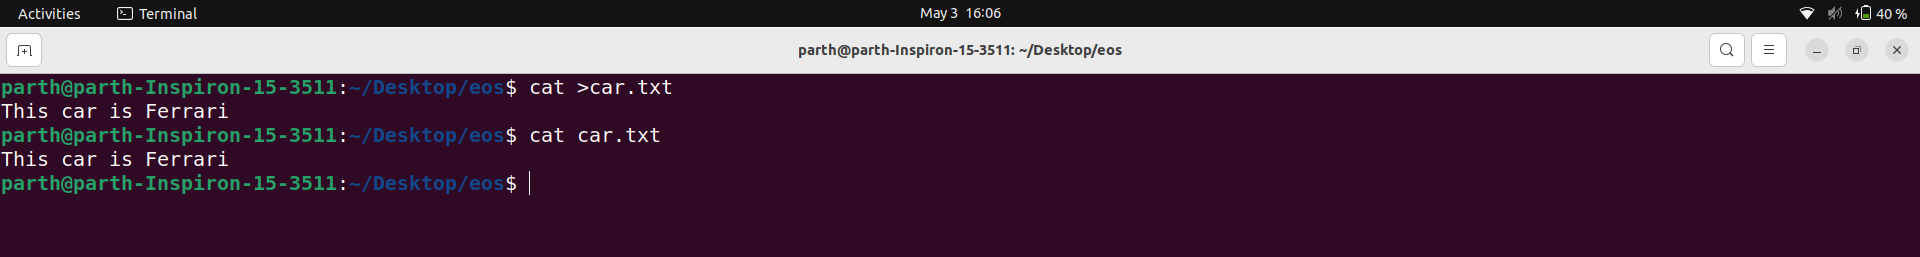 Activities Terminal May 3 16:06 40 %
parth@parth-Inspiron-15-3511: ~/Desktop/eos
parth@parth-Inspiron-15-3511:~/Desktop/eos$ cat >car.txt
This car is Ferrari
parth@parth-Inspiron-15-3511:~/Desktop/eos$ cat car.txt
This car is Ferrari
parth@parth-Inspiron-15-3511:~/Desktop/eos$